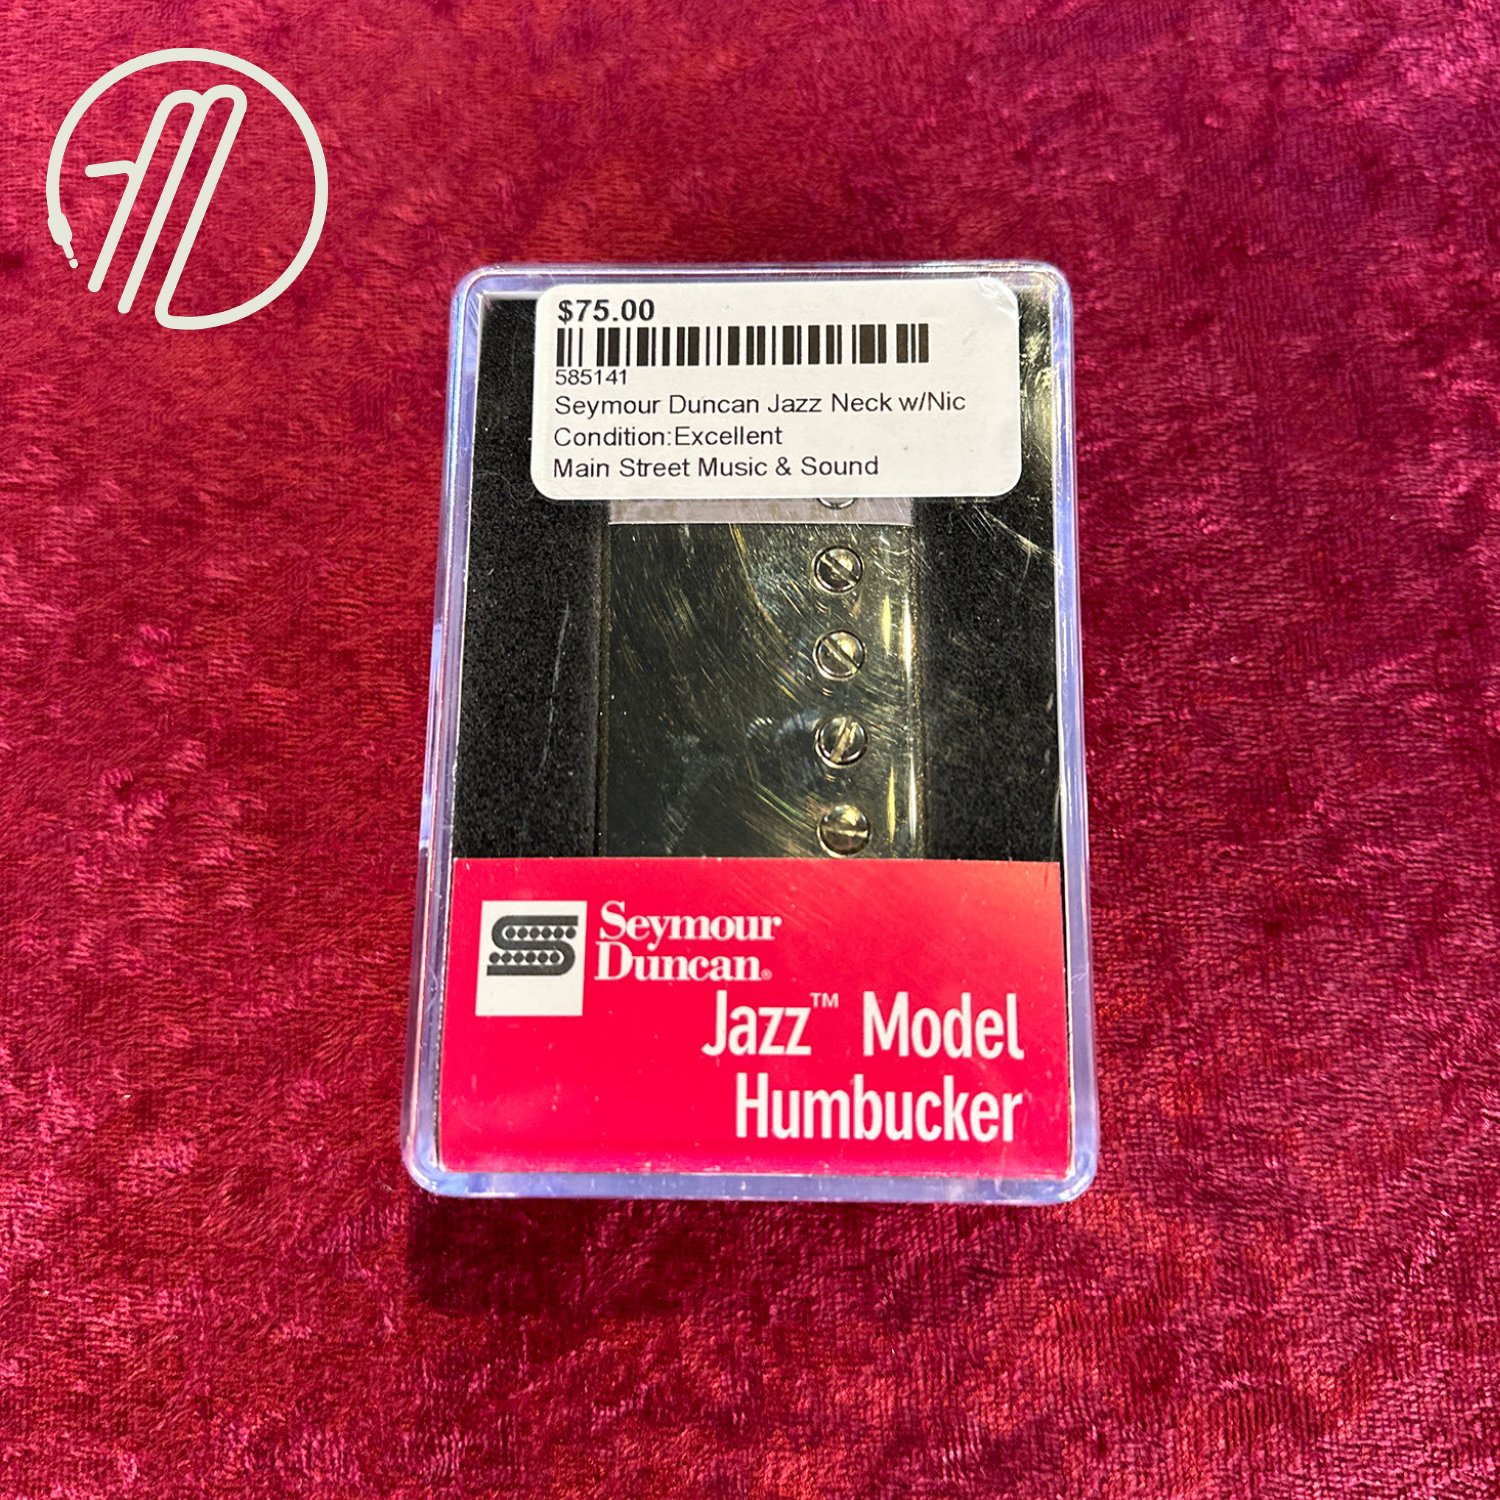 $75.00
585141
Seymour Duncan Jazz Neck w/Nic
Condition:Excellent
Main Street Music & Sound
Seymour
Duncan®
Jazz™ Model
Humbucker